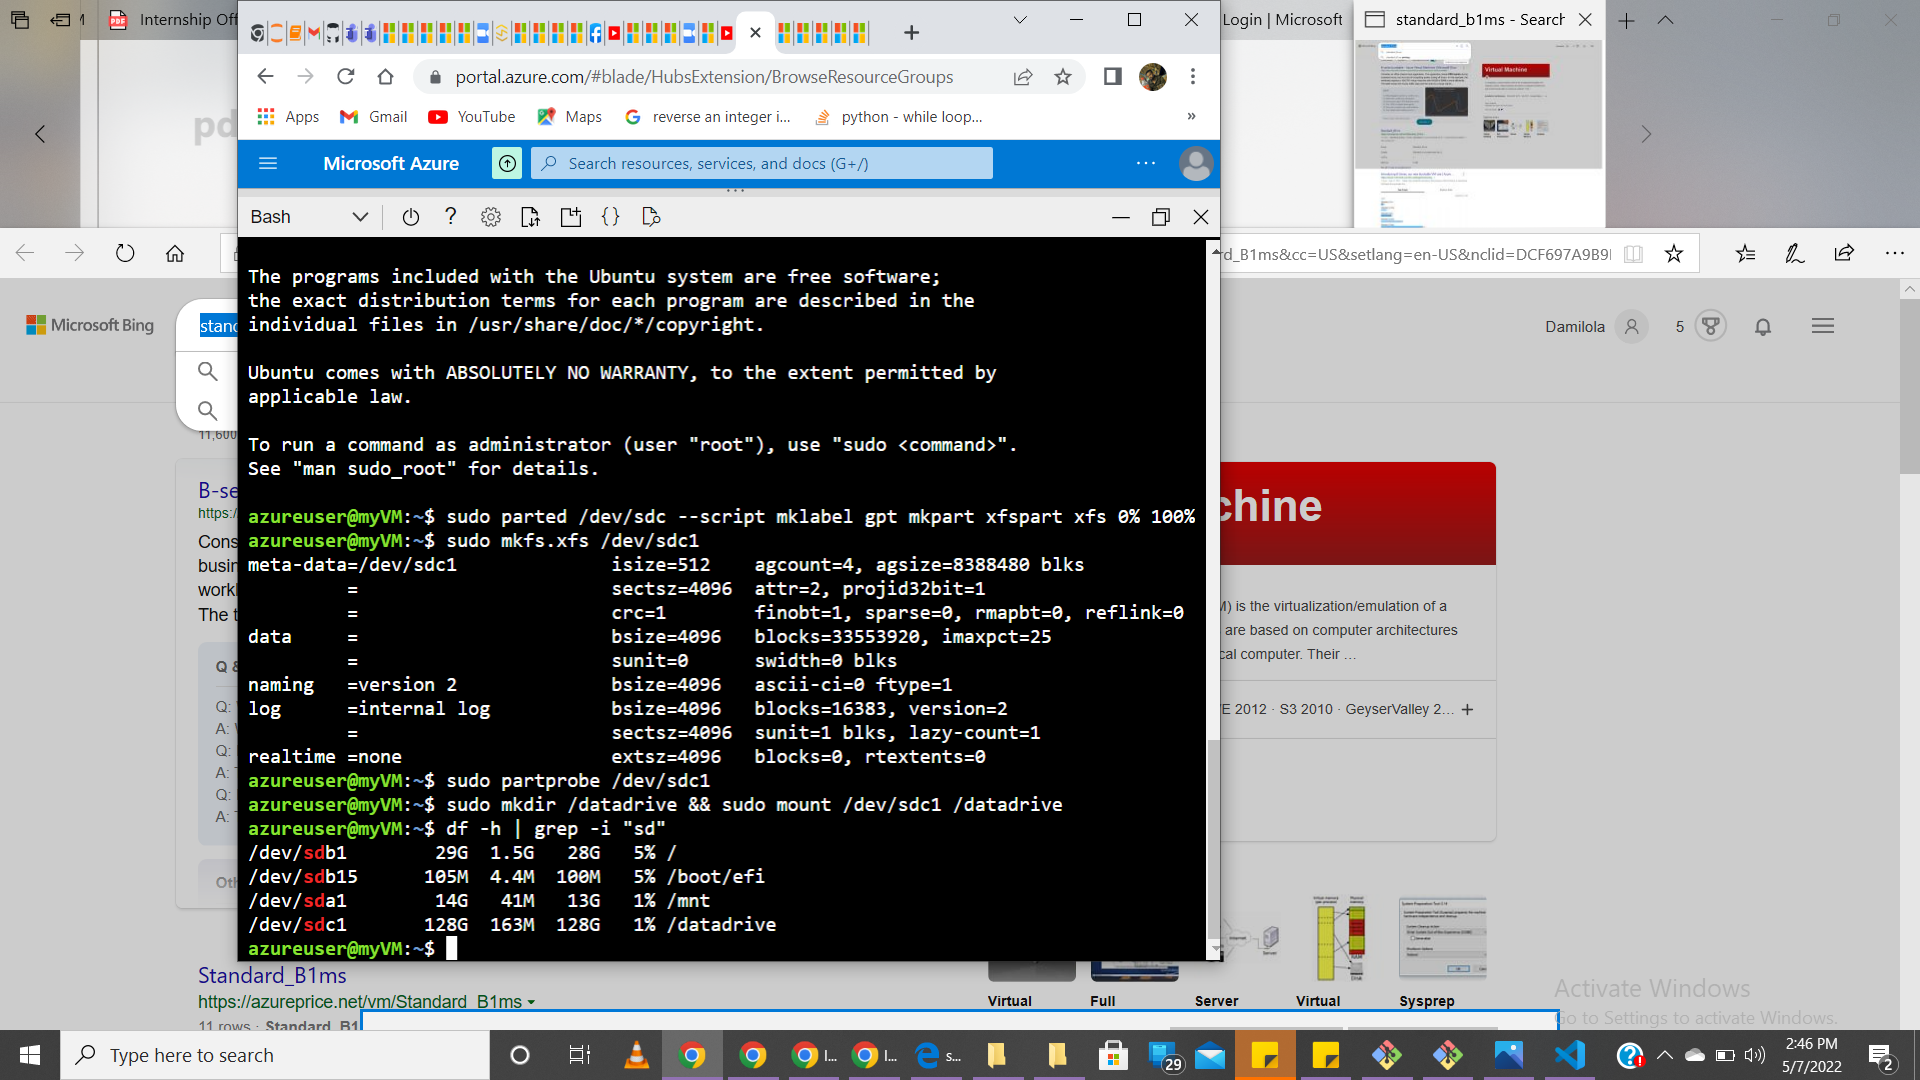 Internship Off
Login | Microsoft
standard_b1ms - Search
portal.azure.com/#blade/HubsExtension/BrowseResourceGroups
Apps
Gmail
YouTube
Maps
reverse an integer i...
python - while loop...
»
Virtual Machine
Microsoft Azure
Search resources, services, and docs (G+/)
Bash
rd_B1ms&cc=US&setlang=en-US&nclid=DCF697A9B9
The programs included with the Ubuntu system are free software;
the exact distribution terms for each program are described in the
individual files in /usr/share/doc/*/copyright.
Microsoft Bing
stand
Damilola
5
Ubuntu comes with ABSOLUTELY NO WARRANTY, to the extent permitted by
applicable law.
11,600
To run a command as administrator (user "root"), use "sudo <command>".
See "man sudo_root" for details.
B-se
https:/
Cons
busin
workl
The t
chine
azureuser@myVM:~$ sudo parted /dev/sdc --script mklabel gpt mkpart xfspart xfs 0% 100%
azureuser@myVM:~$ sudo mkfs.xfs /dev/sdc1
meta-data=/dev/sdc1 isize=512 agcount=4, agsize=8388480 blks
= sectsz=4096 attr=2, projid32bit=1
= crc=1 finobt=1, sparse=0, rmapbt=0, reflink=0
data = bsize=4096 blocks=33553920, imaxpct=25
= sunit=0 swidth=0 blks
naming =version 2 bsize=4096 ascii-ci=0 ftype=1
log =internal log bsize=4096 blocks=16383, version=2
= sectsz=4096 sunit=1 blks, lazy-count=1
realtime =none extsz=4096 blocks=0, rtextents=0
azureuser@myVM:~$ sudo partprobe /dev/sdc1
azureuser@myVM:~$ sudo mkdir /datadrive && sudo mount /dev/sdc1 /datadrive
azureuser@myVM:~$ df -h | grep -i "sd"
/dev/sdb1 29G 1.5G 28G 5% /
/dev/sdb15 105M 4.4M 100M 5% /boot/efi
/dev/sda1 14G 41M 13G 1% /mnt
/dev/sdc1 128G 163M 128G 1% /datadrive
azureuser@myVM:~$
M) is the virtualization/emulation of a
are based on computer architectures
cal computer. Their …
E 2012 · S3 2010 · GeyserValley 2… +
Q &
Q:
A:
Q:
A:
Q:
A:
Oth
Standard_B1ms
https://azureprice.net/vm/Standard_B1ms
11 rows · Standard_B1
Virtual
Full
Server
Virtual
Sysprep
Activate Windows
Go to Settings to activate Windows.
Type here to search
l...
l...
s...
29
2:46 PM
5/7/2022
2